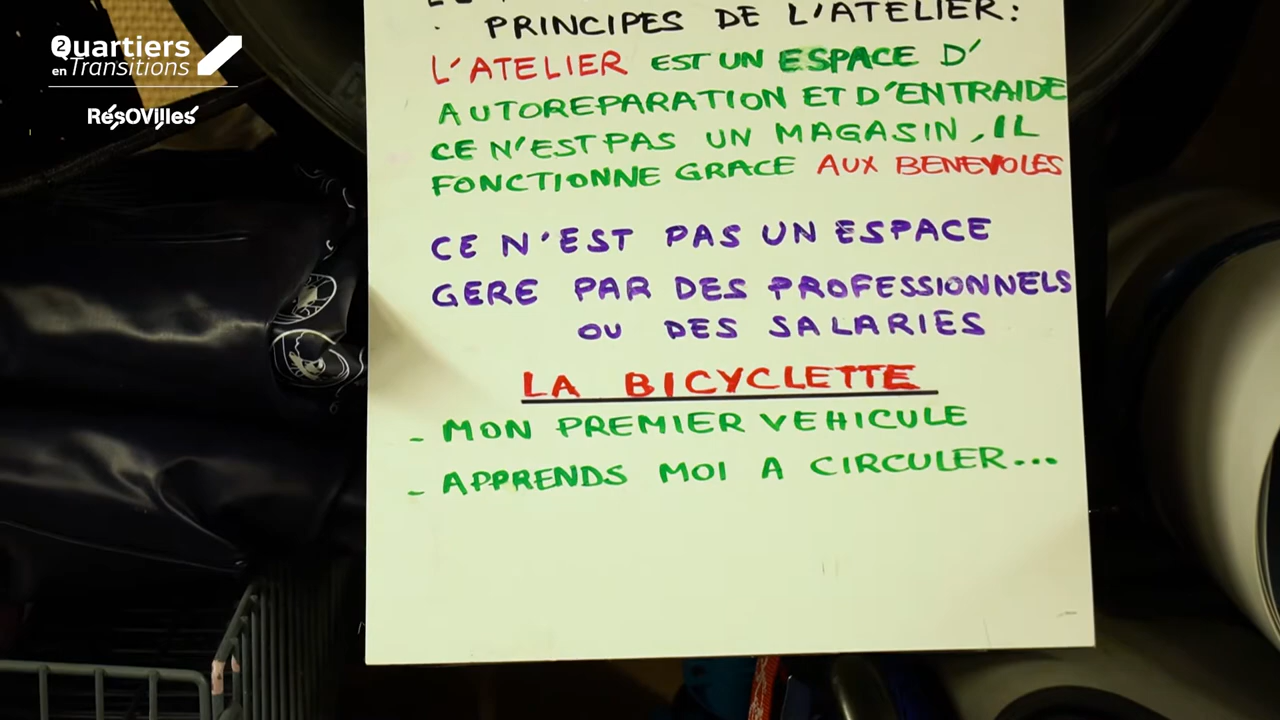 Quartiers
en Transitions
RésOVilles
PRINCIPES DE L'ATELIER:
L'ATELIER EST UN ESPACE D'
AUTOREPARATION ET D'ENTRAIDE
CE N'EST PAS UN MAGASIN, IL
FONCTIONNE GRACE AUX BENEVOLES
CE N'EST PAS UN ESPACE
GERE PAR DES PROFESSIONNELS
OU DES SALARIES
LA BICYCLETTE
- MON PREMIER VEHICULE
- APPRENDS MOI A CIRCULER...